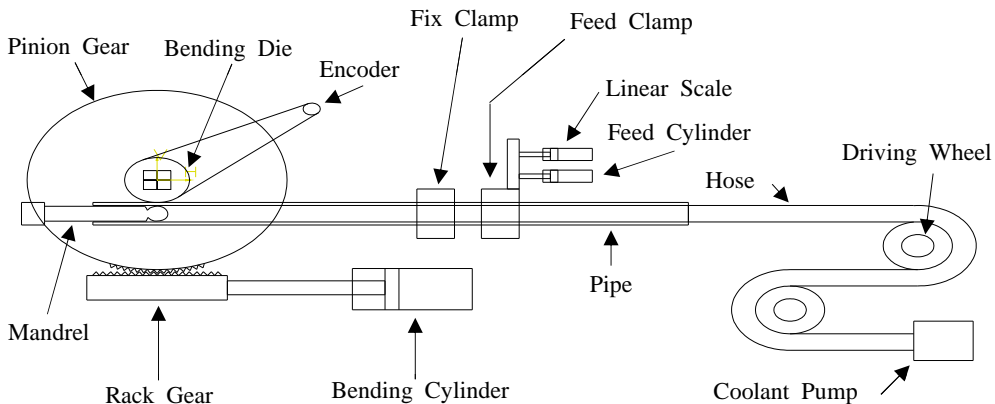 Fix Clamp
Feed Clamp
Pinion Gear
Bending Die
Encoder
Linear Scale
Feed Cylinder
Driving Wheel
Hose
Pipe
Mandrel
Rack Gear
Bending Cylinder
Coolant Pump